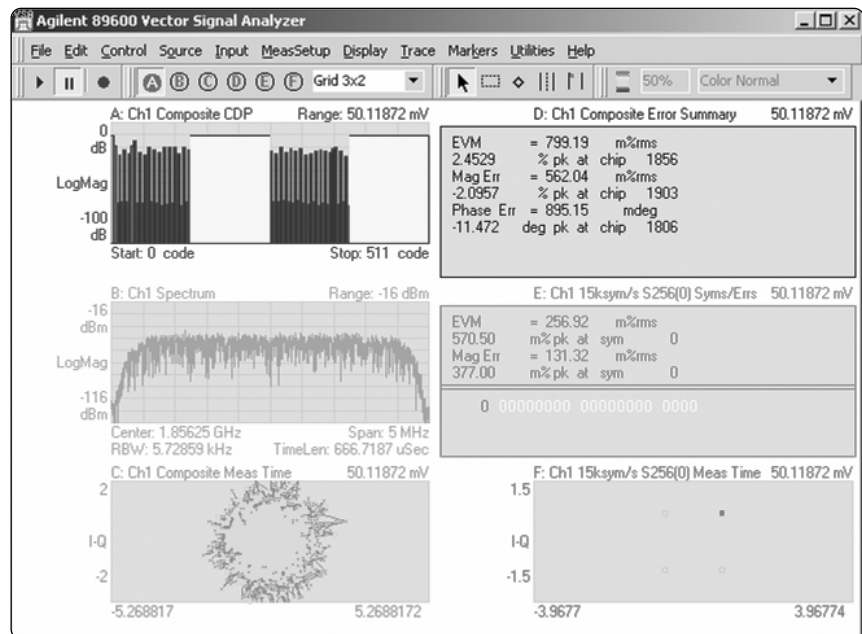 Agilent 89600 Vector Signal Analyzer
File Edit Control Source Input MeasSetup Display Trace Markers Utilities Help
A B C D E F Grid 3x2 50% Color Normal
A: Ch1 Composite CDP Range: 50.11872 mV
0
dB
LogMag
-100
dB
Start: 0 code Stop: 511 code
D: Ch1 Composite Error Summary 50.11872 mV
EVM = 799.19 m%rms
2.4529 % pk at chip 1856
Mag Err = 562.04 m%rms
-2.0957 % pk at chip 1903
Phase Err = 895.15 mdeg
-11.472 deg pk at chip 1806
B: Ch1 Spectrum Range: -16 dBm
-16
dBm
LogMag
-116
dBm
Center: 1.85625 GHz Span: 5 MHz
RBW: 5.72859 kHz TimeLen: 666.7187 uSec
E: Ch1 15ksym/s S256(0) Syms/Errs 50.11872 mV
EVM = 256.92 m%rms
570.50 m% pk at sym 0
Mag Err = 131.32 m%rms
377.00 m% pk at sym 0
0 00000000 00000000 0000
C: Ch1 Composite Meas Time 50.11872 mV
2
I-Q
-2
-5.268817 5.2688172
F: Ch1 15ksym/s S256(0) Meas Time 50.11872 mV
1.5
I-Q
-1.5
-3.9677 3.96774